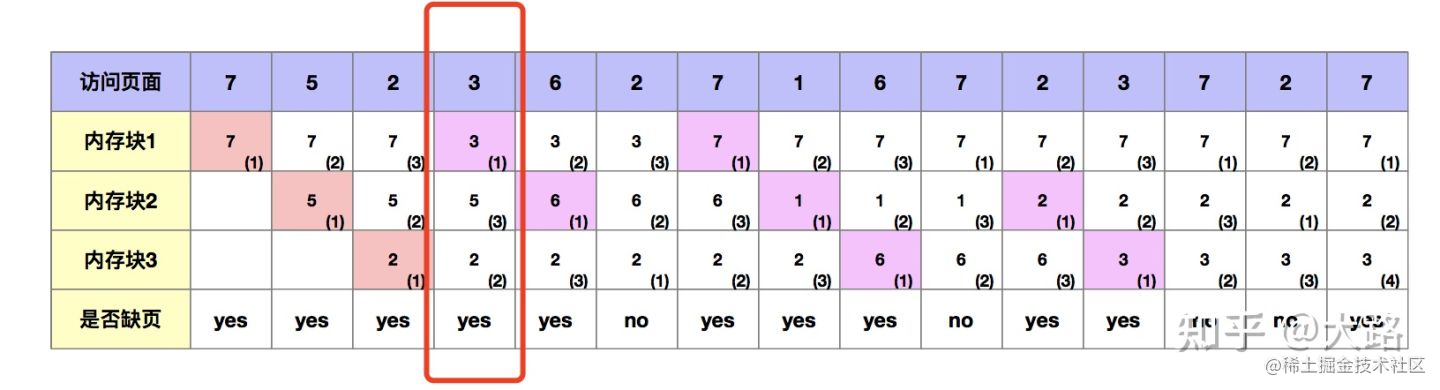 访问页面 7 5 2 3 6 2 7 1 6 7 2 3 7 2 7
内存块1 7 (1) 7 (2) 7 (3) 3 (1) 3 (2) 3 (3) 7 (1) 7 (2) 7 (3) 7 (1) 7 (2) 7 (3) 7 (1) 7 (2) 7 (1)
内存块2 5 (1) 5 (2) 5 (3) 6 (1) 6 (2) 6 (3) 1 (1) 1 (2) 1 (3) 2 (1) 2 (2) 2 (3) 2 (1) 2 (2)
内存块3 2 (1) 2 (2) 2 (3) 2 (1) 2 (2) 2 (3) 6 (1) 6 (2) 6 (3) 3 (1) 3 (2) 3 (3) 3 (4)
是否缺页 yes yes yes yes yes no yes yes yes no yes yes no no yes
知乎 @大路
@稀土掘金技术社区